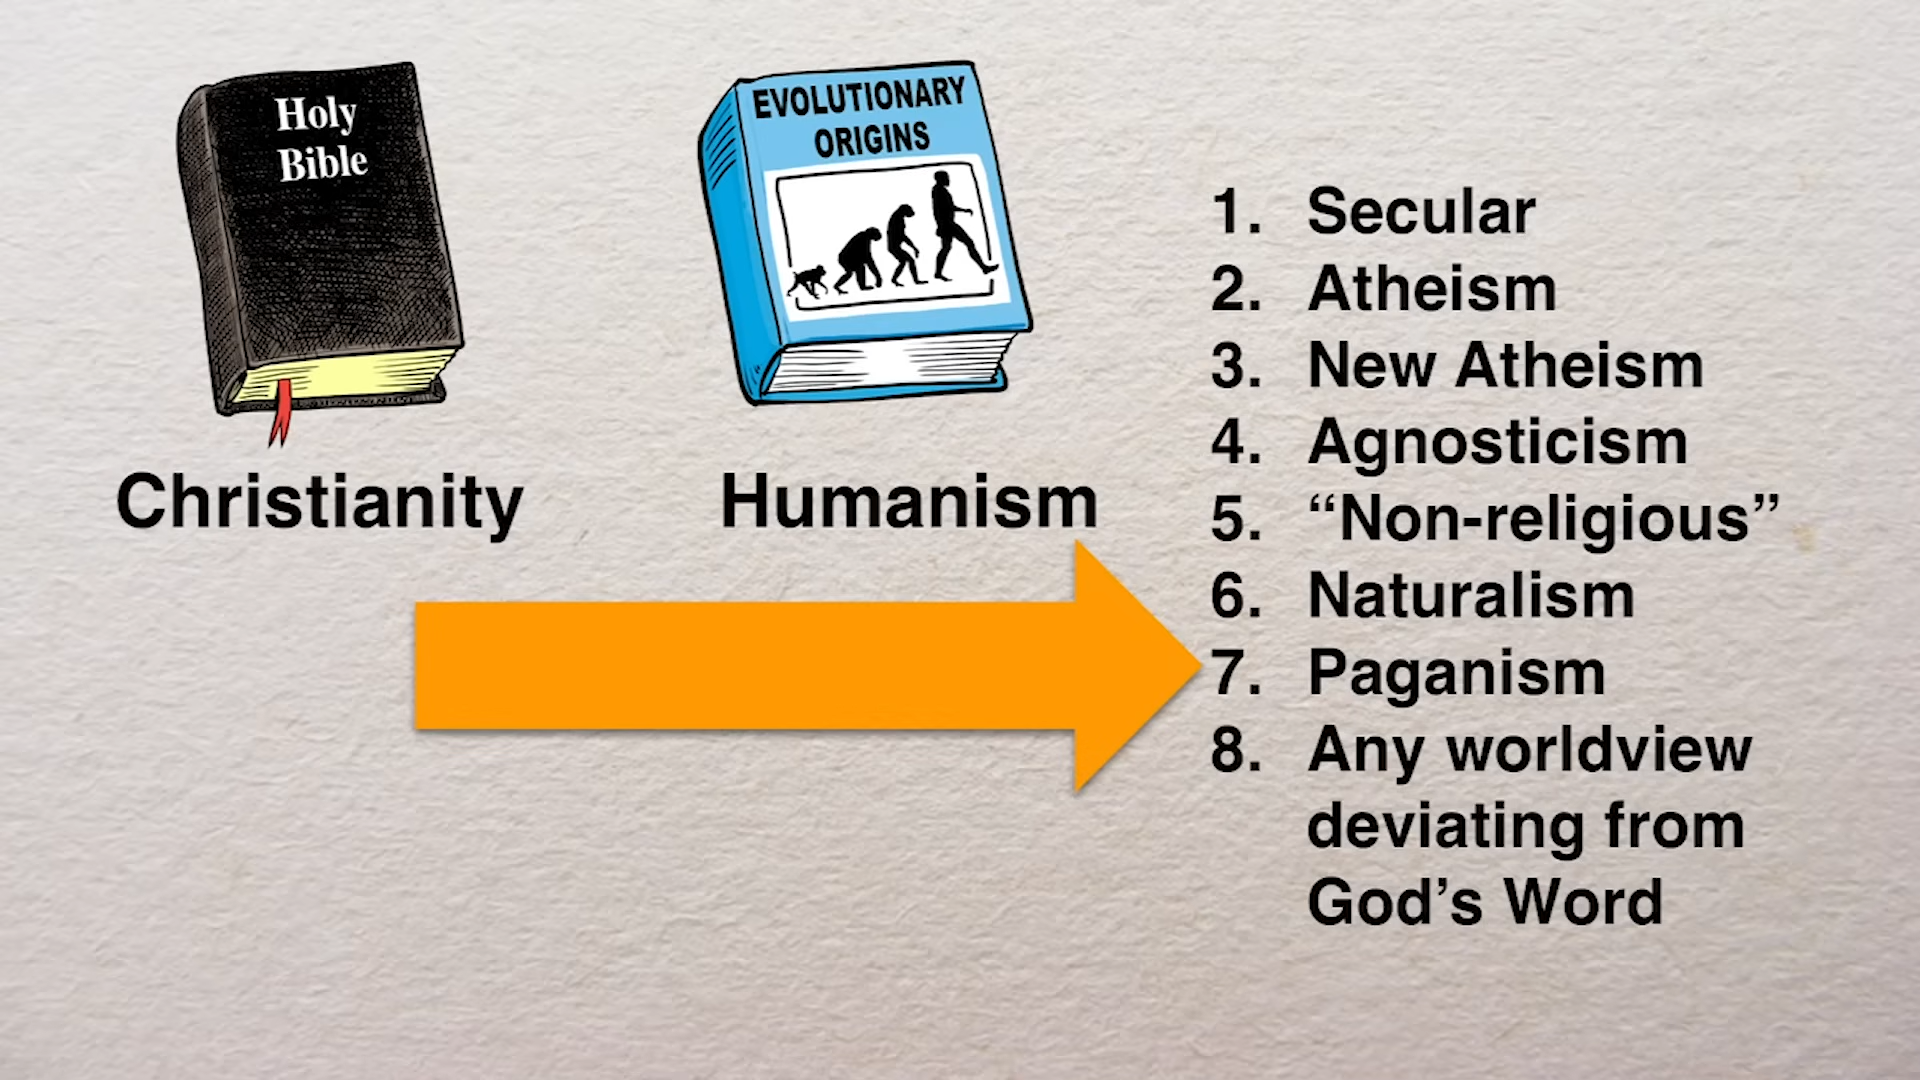 Holy
Bible
EVOLUTIONARY
ORIGINS
Christianity
Humanism
1. Secular
2. Atheism
3. New Atheism
4. Agnosticism
5. “Non-religious”
6. Naturalism
7. Paganism
8. Any worldview
deviating from
God’s Word